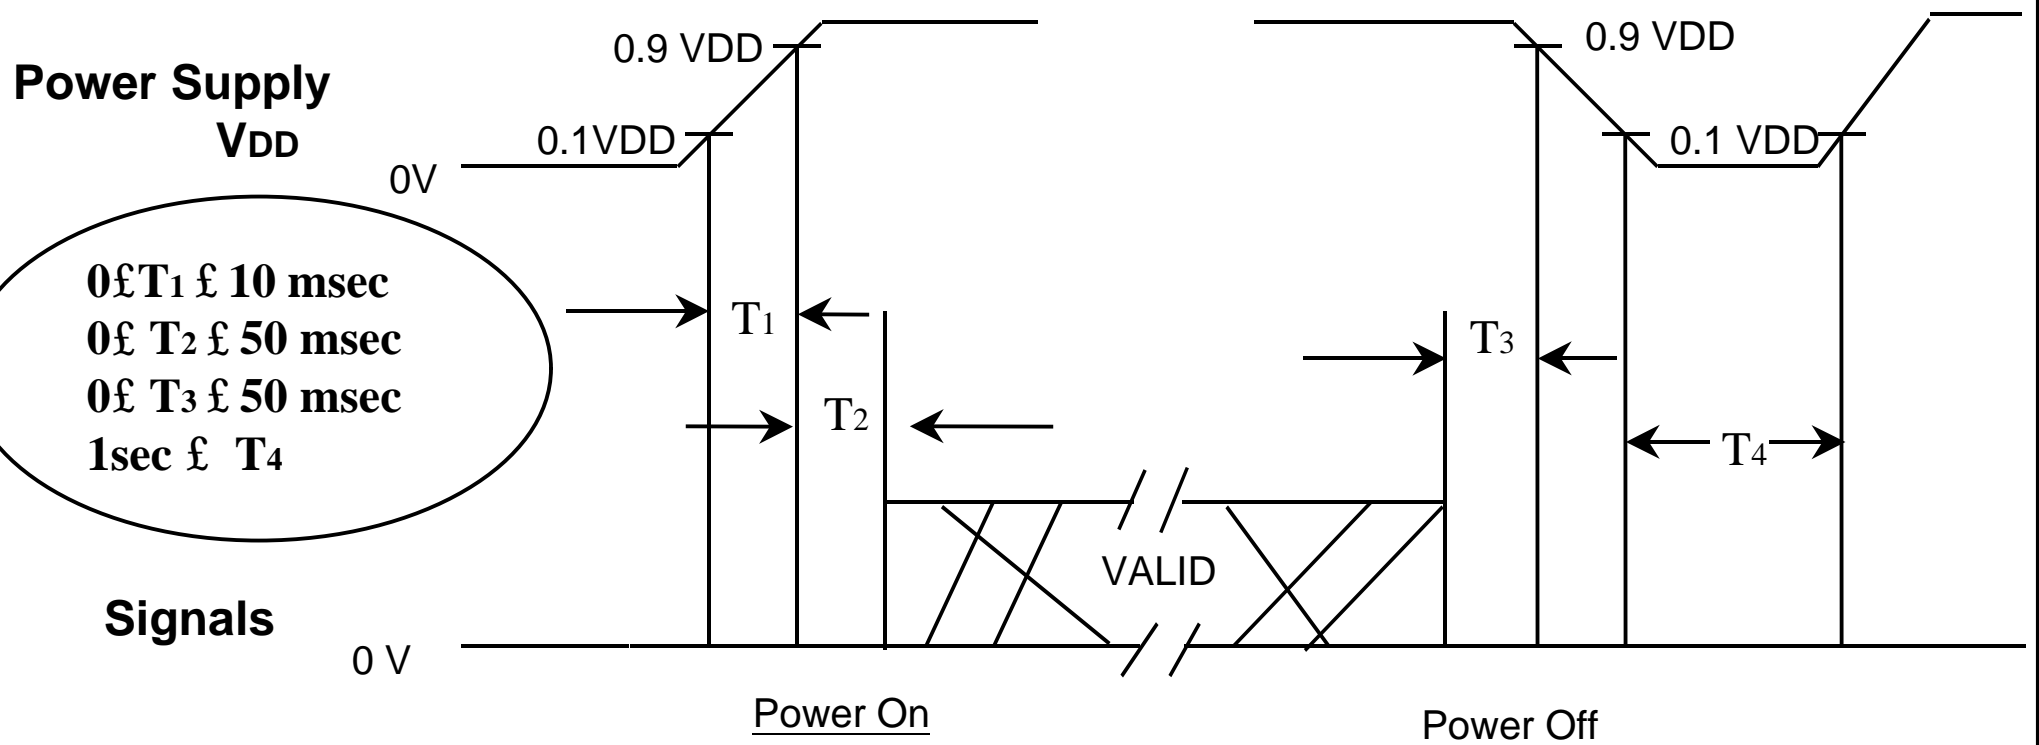 0.9 VDD
0.9 VDD
Power Supply
VDD
0.1VDD
0.1 VDD
0V
0£T1 £ 10 msec
0£ T2 £ 50 msec
0£ T3 £ 50 msec
1sec £ T4
T1
T2
T3
T4
VALID
Signals
0 V
Power On
Power Off